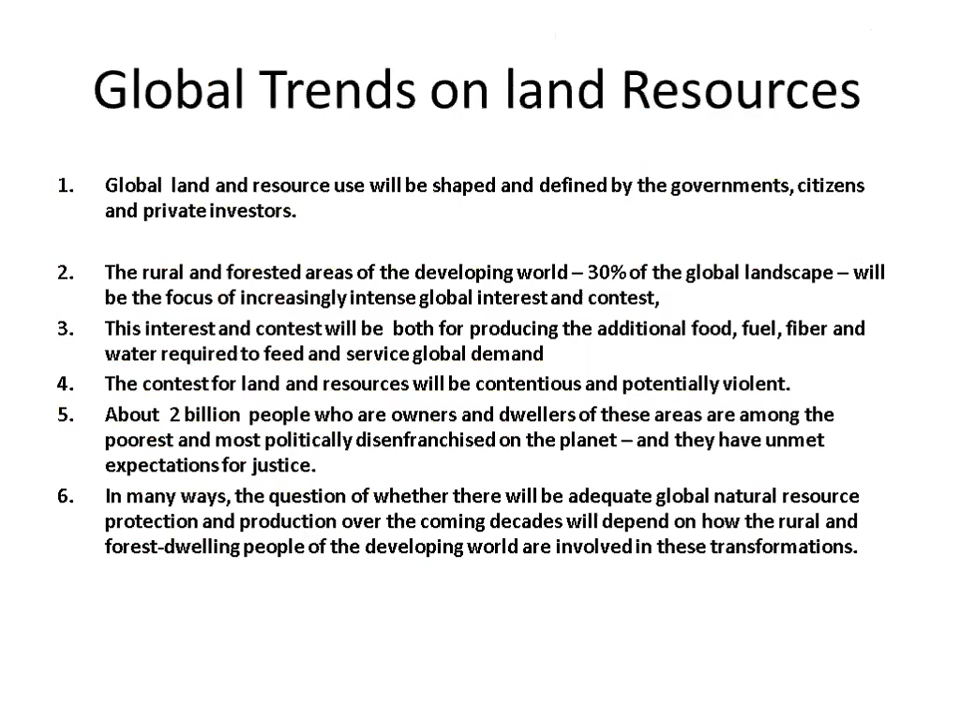 Global Trends on land Resources
1. Global land and resource use will be shaped and defined by the governments, citizens
and private investors.
2. The rural and forested areas of the developing world – 30% of the global landscape – will
be the focus of increasingly intense global interest and contest,
3. This interest and contest will be both for producing the additional food, fuel, fiber and
water required to feed and service global demand
4. The contest for land and resources will be contentious and potentially violent.
5. About 2 billion people who are owners and dwellers of these areas are among the
poorest and most politically disenfranchised on the planet – and they have unmet
expectations for justice.
6. In many ways, the question of whether there will be adequate global natural resource
protection and production over the coming decades will depend on how the rural and
forest-dwelling people of the developing world are involved in these transformations.